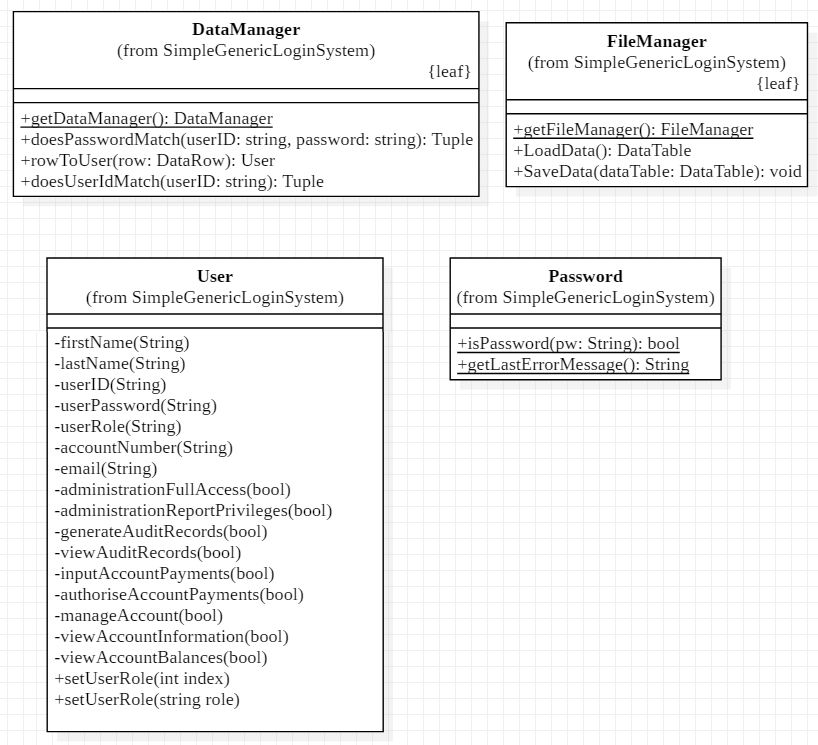 DataManager
(from SimpleGenericLoginSystem)
{leaf}
+getDataManager(): DataManager
+doesPasswordMatch(userID: string, password: string): Tuple
+rowToUser(row: DataRow): User
+doesUserIdMatch(userID: string): Tuple
FileManager
(from SimpleGenericLoginSystem)
{leaf}
+getFileManager(): FileManager
+LoadData(): DataTable
+SaveData(dataTable: DataTable): void
User
(from SimpleGenericLoginSystem)
-firstName(String)
-lastName(String)
-userID(String)
-userPassword(String)
-userRole(String)
-accountNumber(String)
-email(String)
-administrationFullAccess(bool)
-administrationReportPrivileges(bool)
-generateAuditRecords(bool)
-viewAuditRecords(bool)
-inputAccountPayments(bool)
-authoriseAccountPayments(bool)
-manageAccount(bool)
-viewAccountInformation(bool)
-viewAccountBalances(bool)
+setUserRole(int index)
+setUserRole(string role)
Password
(from SimpleGenericLoginSystem)
+isPassword(pw: String): bool
+getLastErrorMessage(): String